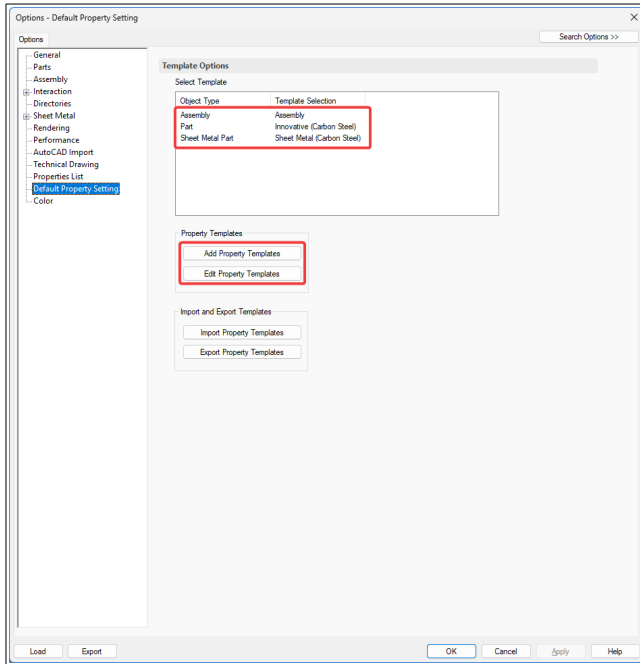 Options - Default Property Setting
Options
Search Options >>
General
Parts
Assembly
Interaction
Directories
Sheet Metal
Rendering
Performance
AutoCAD Import
Technical Drawing
Properties List
Default Property Setting
Color
Template Options
Select Template
Object Type Template Selection
Assembly Assembly
Part Innovative (Carbon Steel)
Sheet Metal Part Sheet Metal (Carbon Steel)
Property Templates
Add Property Templates
Edit Property Templates
Import and Export Templates
Import Property Templates
Export Property Templates
Load Export OK Cancel Apply Help